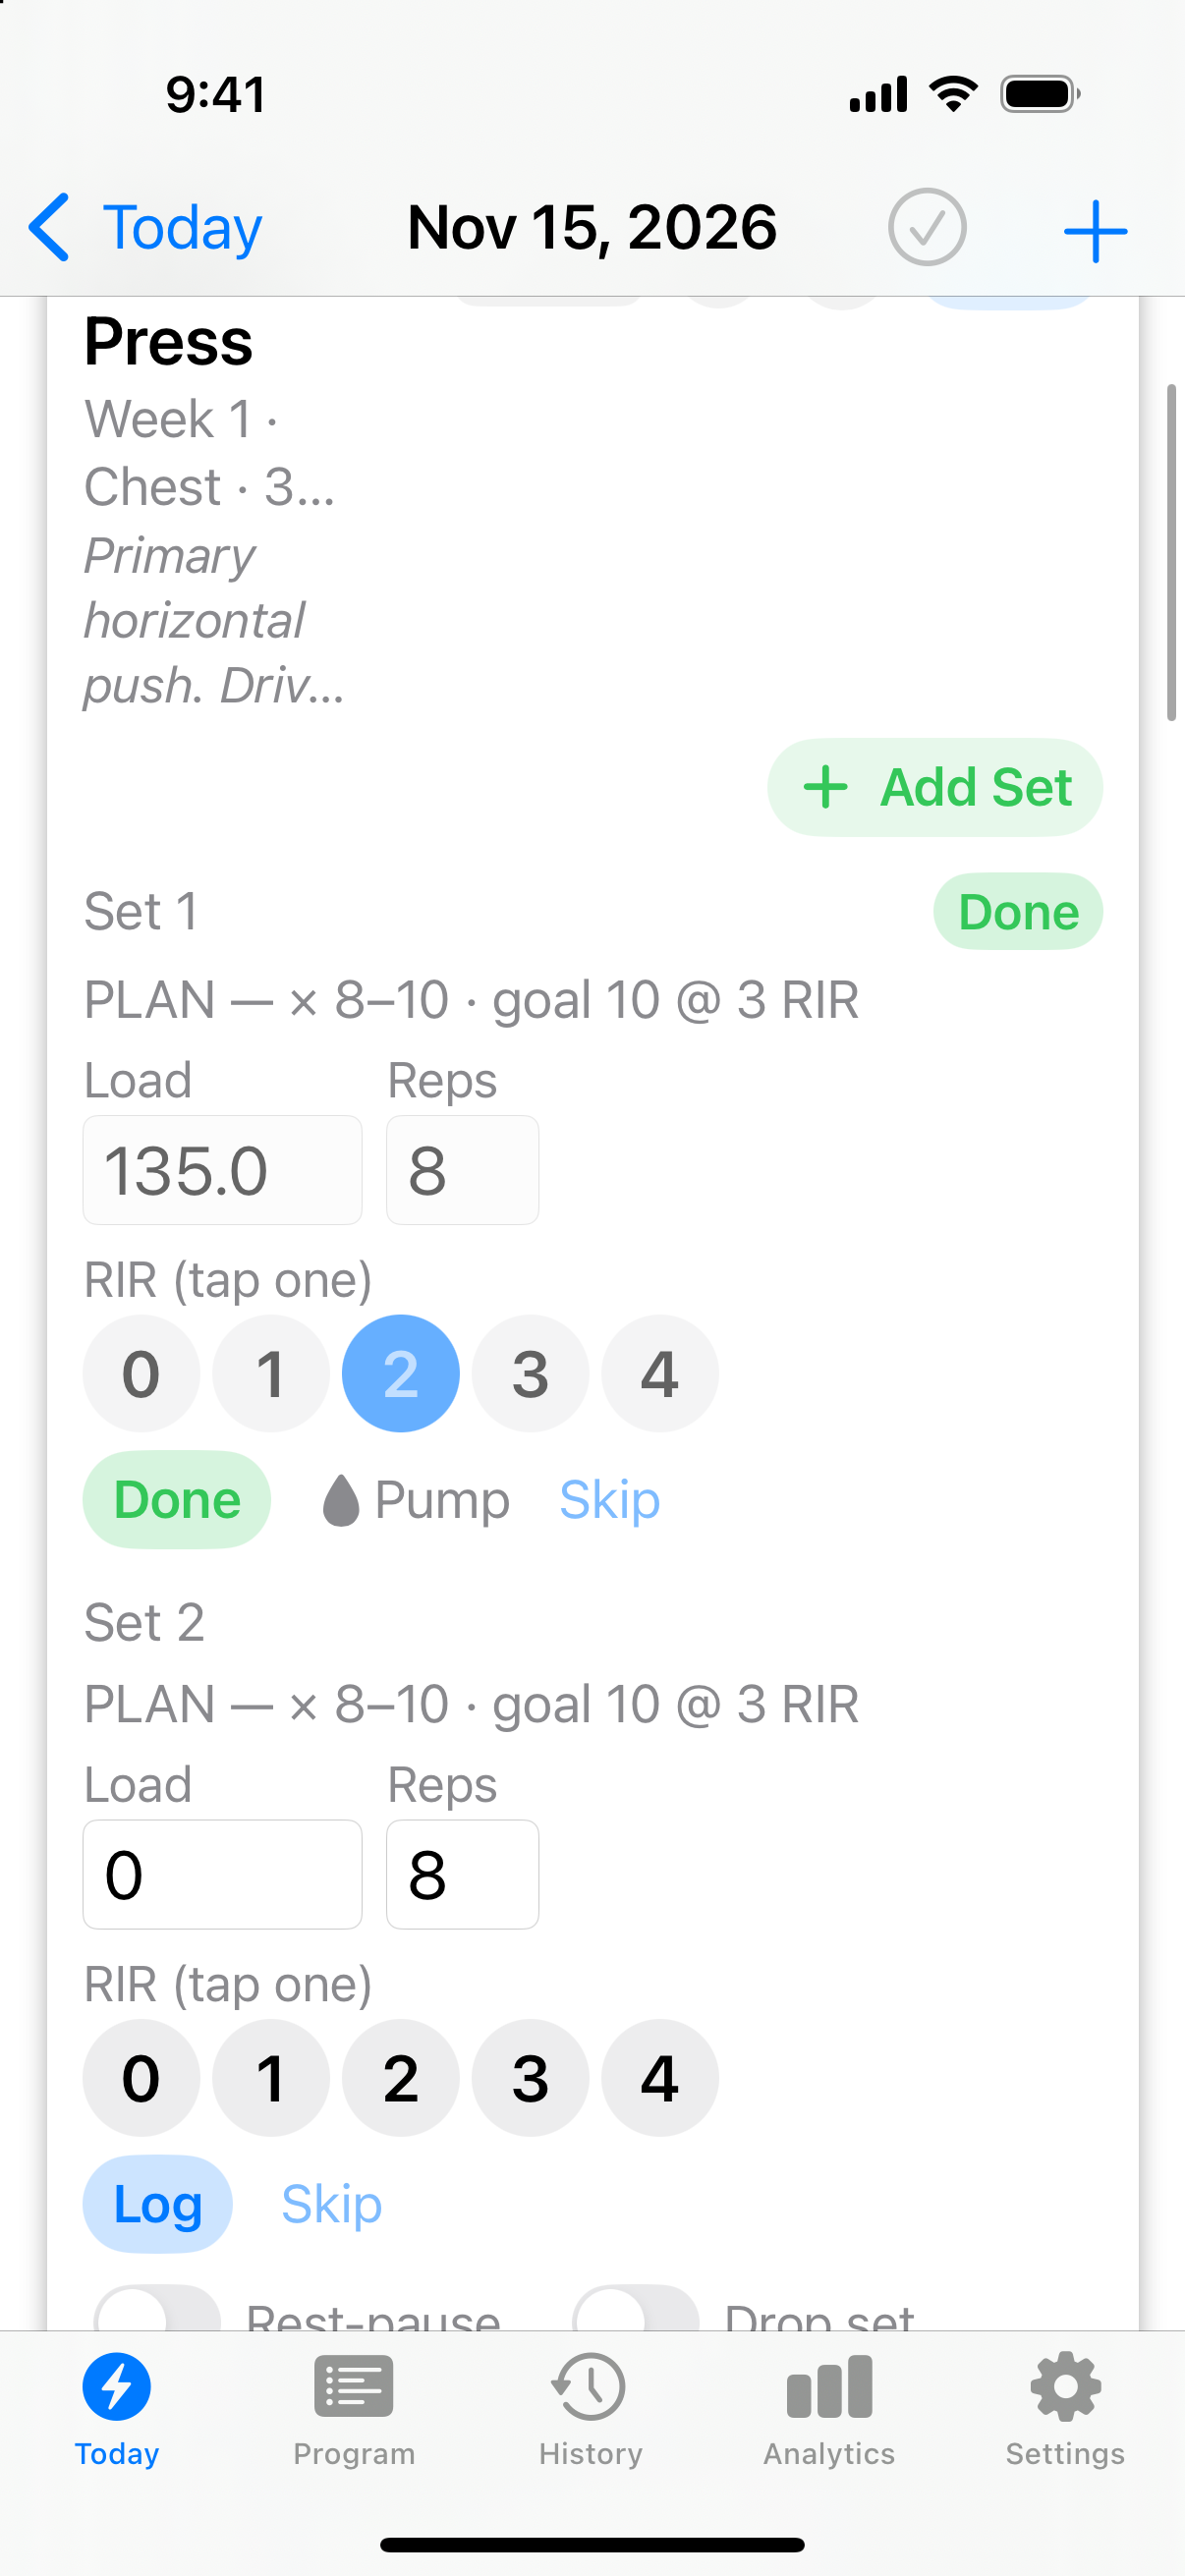 9:41
Today
Nov 15, 2026
Press
Week 1 ·
Chest · 3...
Primary
horizontal
push. Driv...
+ Add Set
Set 1
Done
PLAN — × 8–10 · goal 10 @ 3 RIR
Load Reps
135.0 8
RIR (tap one)
0 1 2 3 4
Done Pump Skip
Set 2
PLAN — × 8–10 · goal 10 @ 3 RIR
Load Reps
0 8
RIR (tap one)
0 1 2 3 4
Log Skip
Rest-pause Drop set
Today Program History Analytics Settings